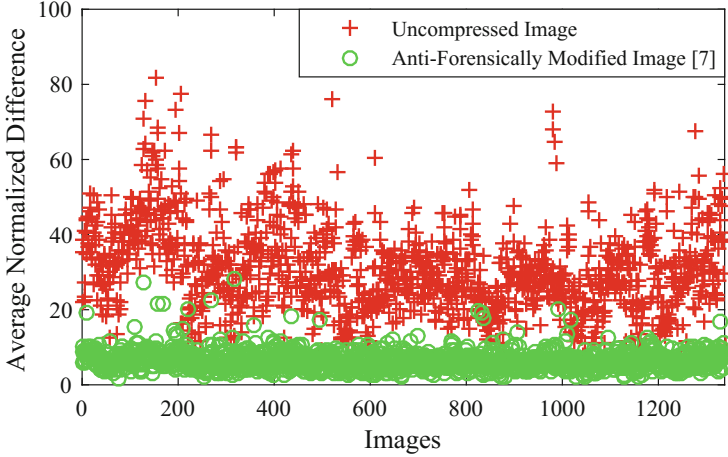 100
80
60
40
20
0
Average Normalized Difference
Uncompressed Image
Anti-Forensically Modified Image [7]
0 200 400 600 800 1000 1200
Images